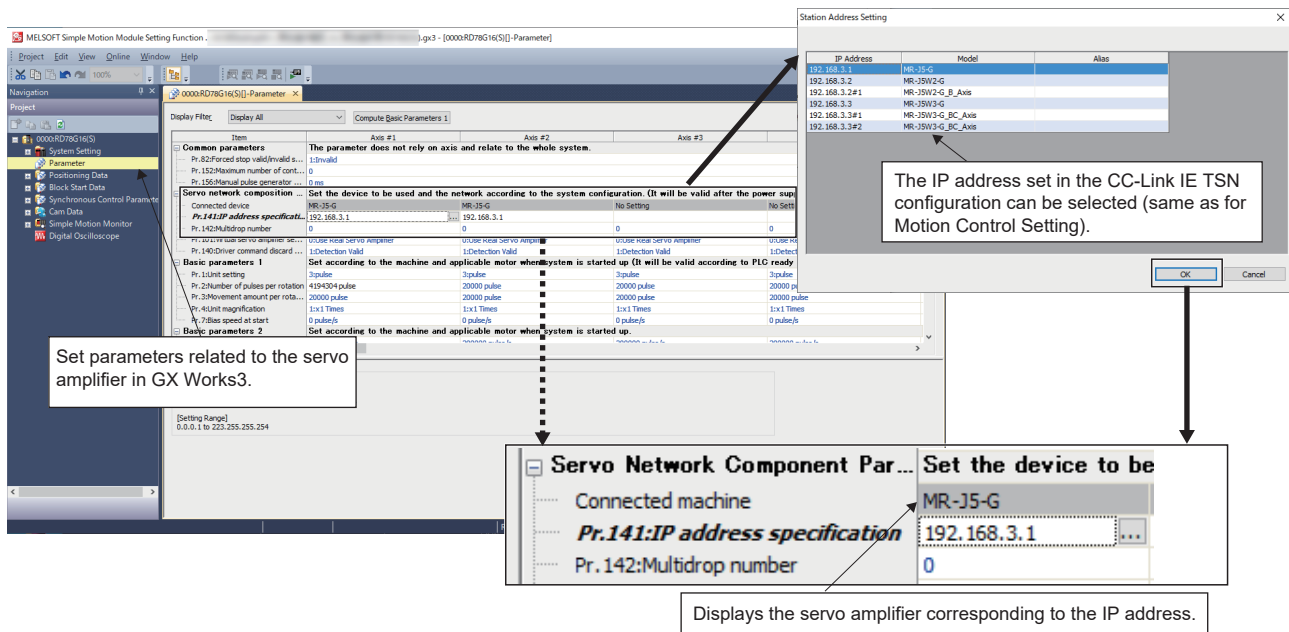 Station Address Setting
IP Address Model Alias
192.168.3.1 MR-J5-G
192.168.3.2 MR-J5W2-G
192.168.3.2#1 MR-J5W2-G_B_Axis
192.168.3.3 MR-J5W3-G
192.168.3.3#1 MR-J5W3-G_BC_Axis
192.168.3.3#2 MR-J5W3-G_BC_Axis
The IP address set in the CC-Link IE TSN
configuration can be selected (same as for
Motion Control Setting).
OK Cancel
MELSOFT Simple Motion Module Setting Function
).gx3 - [0000:RD78G16(S)[]-Parameter]
Project Edit View Online Window Help
100%
Navigation
Project
0000:RD78G16(S)
System Setting
Parameter
Positioning Data
Block Start Data
Synchronous Control Paramete
Cam Data
Simple Motion Monitor
Digital Oscilloscope
0000:RD78G16(S)[]-Parameter
Display Filter Display All Compute Basic Parameters 1
Item Axis #1 Axis #2 Axis #3
Common parameters The parameter does not rely on axis and relate to the whole system.
Pr.82:Forced stop valid/invalid s... 1:Invalid
Pr.152:Maximum number of cont... 0
Pr.156:Manual pulse generator ... 0 ms
Servo network composition ... Set the device to be used and the network according to the system configuration. (It will be valid after the power sup
Connected device MR-J5-G MR-J5-G No Setting No Setti
Pr.141:IP address specificati... 192.168.3.1 ... 192.168.3.1
Pr.142:Multidrop number 0 0 0 0
Pr.101:Virtual servo amplifier se... 0:Use Real Servo Amplifier 0:Use Real Servo Amplifier 0:Use Real Servo Amplifier 0:Use Re
Pr.140:Driver command discard ... 1:Detection Valid 1:Detection Valid 1:Detection Valid 1:Detect
Basic parameters 1 Set according to the machine and applicable motor when system is started up (It will be valid according to PLC ready
Pr.1:Unit setting 3:pulse 3:pulse 3:pulse 3:pulse
Pr.2:Number of pulses per rotation 4194304 pulse 20000 pulse 20000 pulse 20000 pu
Pr.3:Movement amount per rota... 20000 pulse 20000 pulse 20000 pulse 20000 pu
Pr.4:Unit magnification 1:x1 Times 1:x1 Times 1:x1 Times 1:x1 Times
Pr.7:Bias speed at start 0 pulse/s 0 pulse/s 0 pulse/s 0 pulse/s
Basic parameters 2 Set according to the machine and applicable motor when system is started up.
Set parameters related to the servo
amplifier in GX Works3.
[Setting Range]
0.0.0.1 to 223.255.255.254
Servo Network Component Par... Set the device to be
Connected machine MR-J5-G
Pr.141:IP address specification 192.168.3.1 ...
Pr.142:Multidrop number 0
Displays the servo amplifier corresponding to the IP address.